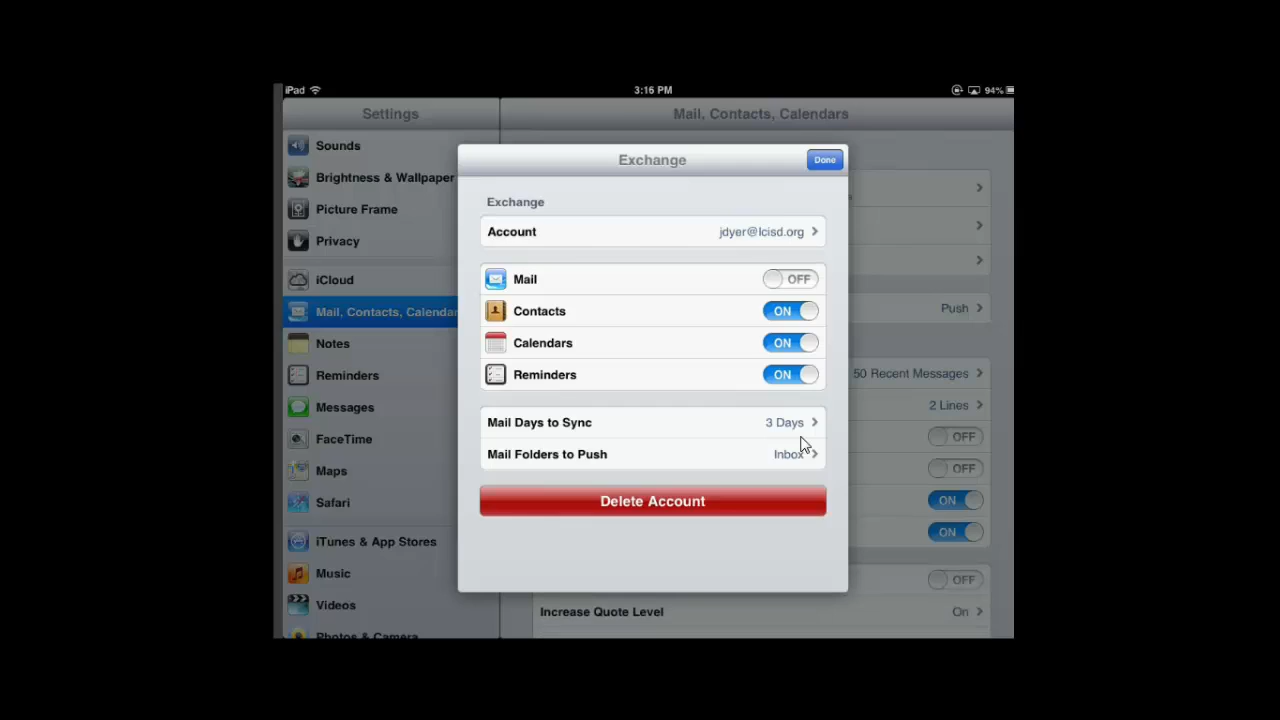 iPad 3:16 PM 94%
Settings
Mail, Contacts, Calendars
Sounds
Brightness & Wallpaper
Picture Frame
Privacy
iCloud
Mail, Contacts, Calendar
Notes
Reminders
Messages
FaceTime
Maps
Safari
iTunes & App Stores
Music
Videos
Photos & Camera
Exchange
Done
Exchange
Account jdyer@lcisd.org
Mail OFF
Contacts ON
Calendars ON
Reminders ON
Mail Days to Sync 3 Days
Mail Folders to Push Inbox
Delete Account
Push
50 Recent Messages
2 Lines
OFF
OFF
ON
ON
OFF
Increase Quote Level On